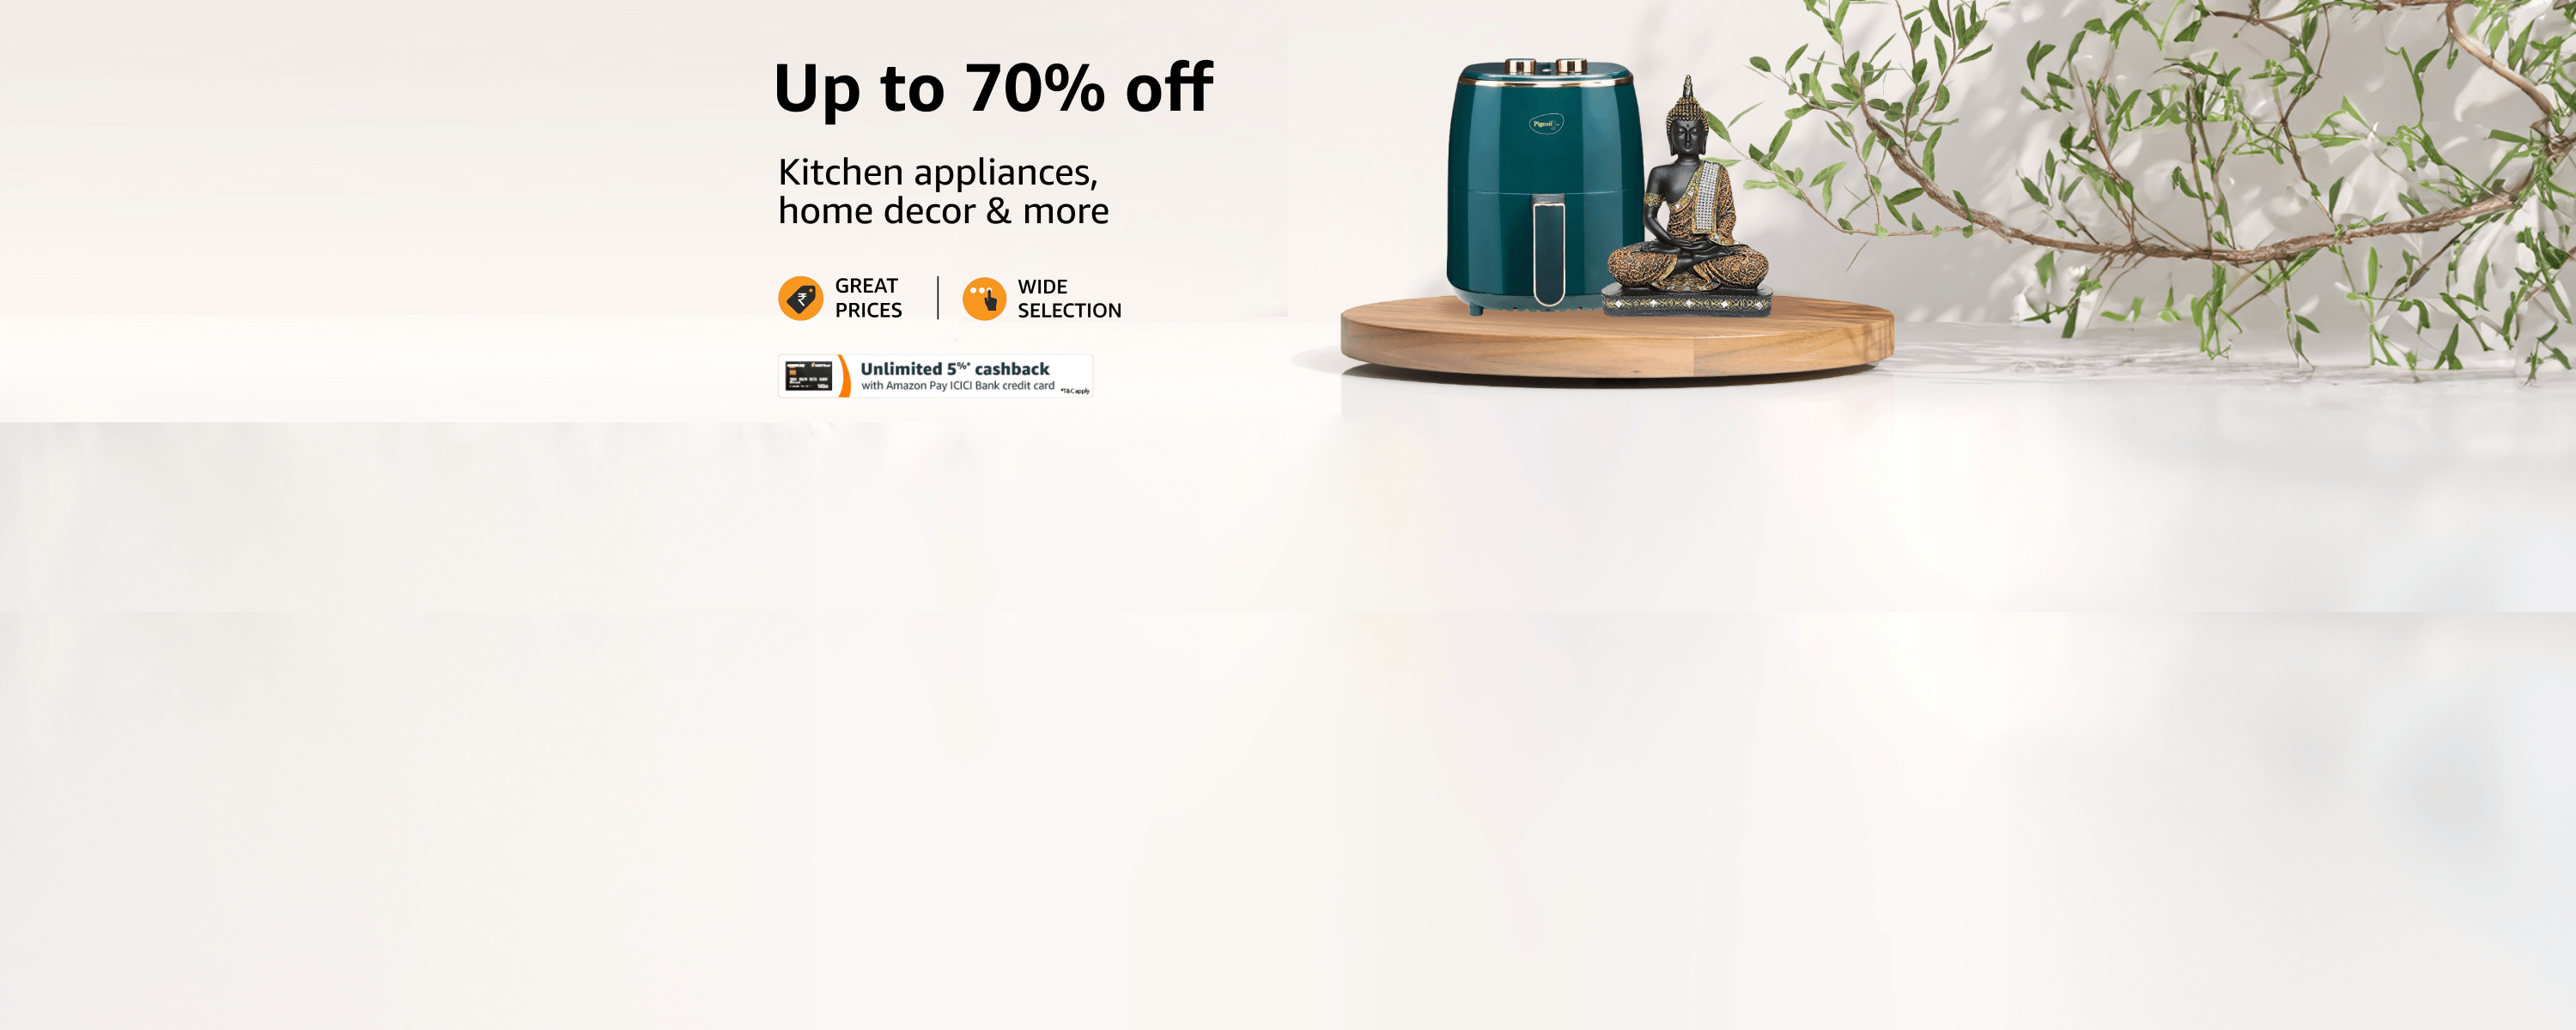 Up to 70% off
Kitchen appliances,
home decor & more
GREAT
PRICES
WIDE
SELECTION
Unlimited 5%* cashback
with Amazon Pay ICICI Bank credit card
*T&C apply
Pigeon